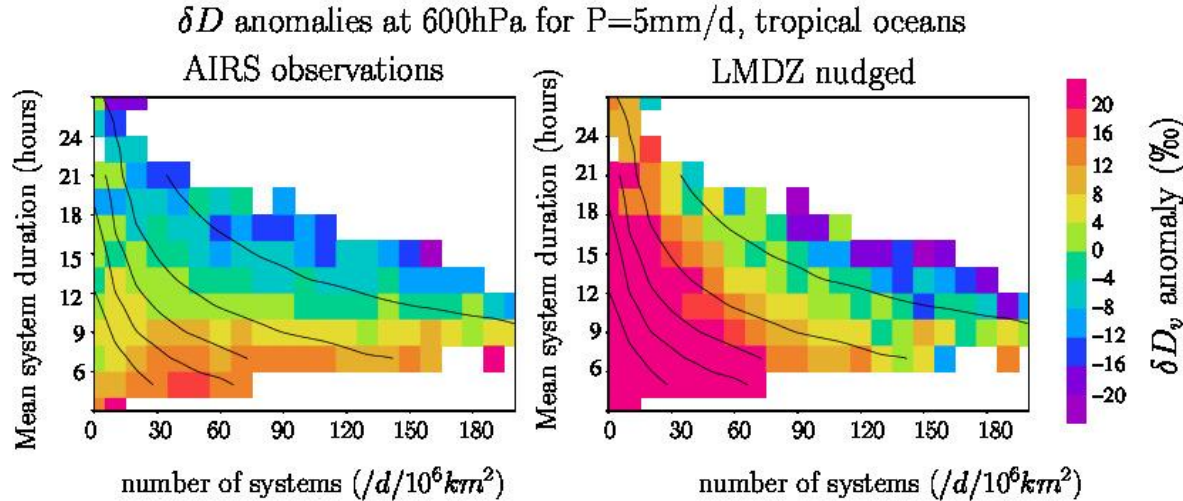 δD anomalies at 600hPa for P=5mm/d, tropical oceans
AIRS observations
LMDZ nudged
Mean system duration (hours)
24
21
18
15
12
9
6
0 30 60 90 120 150 180
number of systems (/d/10⁶km²)
Mean system duration (hours)
24
21
18
15
12
9
6
0 30 60 90 120 150 180
number of systems (/d/10⁶km²)
20
16
12
8
4
0
−4
−8
−12
−16
−20
δDᵥ anomaly (‰)